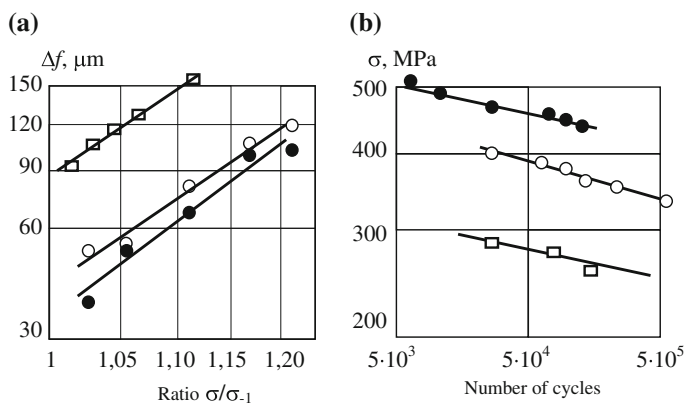 (a)
Δf, μm
150
120
90
60
30
1 1,05 1,10 1,15 1,20
Ratio σ/σ-1
(b)
σ, MPa
500
400
300
200
5·10³ 5·10⁴ 5·10⁵
Number of cycles